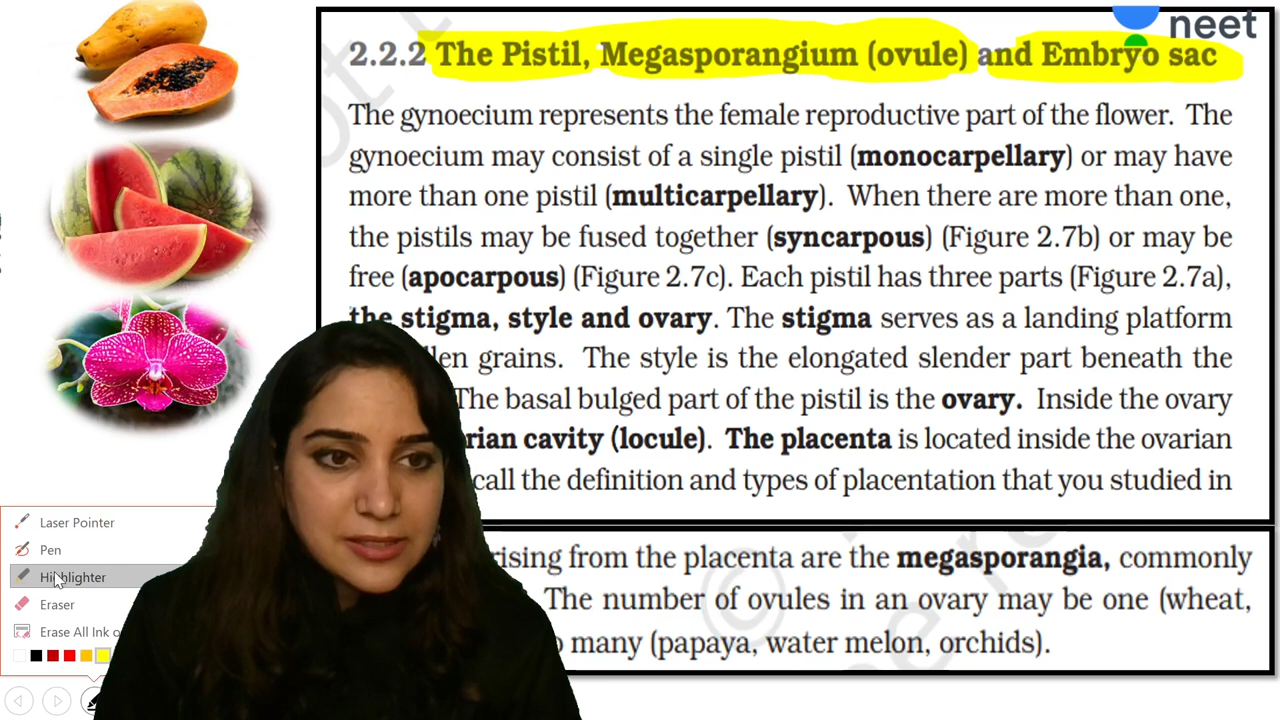 neet
2.2.2 The Pistil, Megasporangium (ovule) and Embryo sac
The gynoecium represents the female reproductive part of the flower. The
gynoecium may consist of a single pistil (monocarpellary) or may have
more than one pistil (multicarpellary). When there are more than one,
the pistils may be fused together (syncarpous) (Figure 2.7b) or may be
free (apocarpous) (Figure 2.7c). Each pistil has three parts (Figure 2.7a),
the stigma, style and ovary. The stigma serves as a landing platform
len grains. The style is the elongated slender part beneath the
The basal bulged part of the pistil is the ovary. Inside the ovary
rian cavity (locule). The placenta is located inside the ovarian
call the definition and types of placentation that you studied in
rising from the placenta are the megasporangia, commonly
The number of ovules in an ovary may be one (wheat,
many (papaya, water melon, orchids).
Laser Pointer
Pen
Highlighter
Eraser
Erase All Ink o